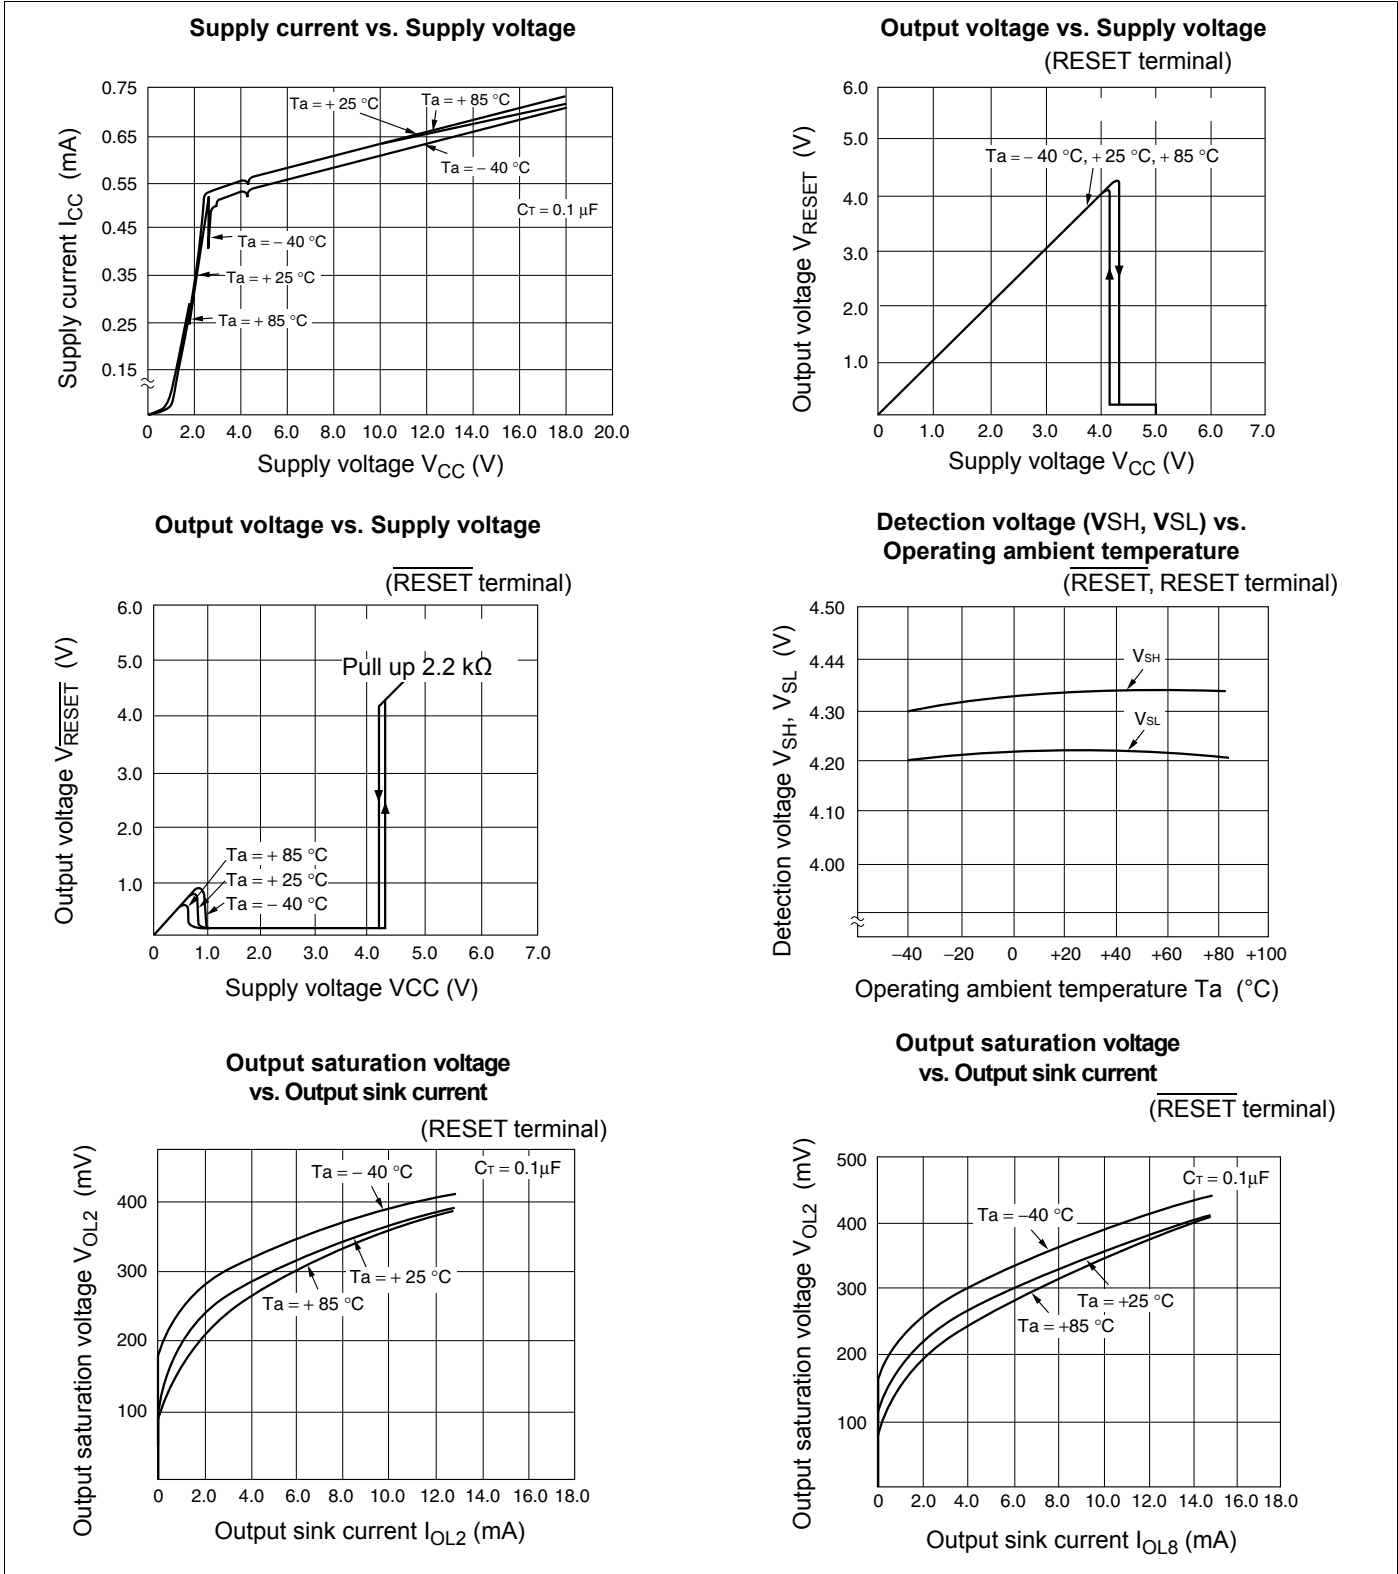 Supply current vs. Supply voltage
0.75
0.65
0.55
0.45
0.35
0.25
0.15
Supply current ICC (mA)
Ta = + 25 °C
Ta = + 85 °C
Ta = − 40 °C
CT = 0.1 μF
Ta = − 40 °C
Ta = + 25 °C
Ta = + 85 °C
0 2.0 4.0 6.0 8.0 10.0 12.0 14.0 16.0 18.0 20.0
Supply voltage VCC (V)
Output voltage vs. Supply voltage
(RESET terminal)
6.0
5.0
4.0
3.0
2.0
1.0
Output voltage VRESET (V)
Ta = − 40 °C, + 25 °C, + 85 °C
0 1.0 2.0 3.0 4.0 5.0 6.0 7.0
Supply voltage VCC (V)
Output voltage vs. Supply voltage
(RESET terminal)
6.0
5.0
4.0
3.0
2.0
1.0
Output voltage VRESET (V)
Pull up 2.2 kΩ
Ta = + 85 °C
Ta = + 25 °C
Ta = − 40 °C
0 1.0 2.0 3.0 4.0 5.0 6.0 7.0
Supply voltage VCC (V)
Detection voltage (VSH, VSL) vs.
Operating ambient temperature
(RESET, RESET terminal)
4.50
4.44
4.30
4.20
4.10
4.00
Detection voltage VSH, VSL (V)
VSH
VSL
−40 −20 0 +20 +40 +60 +80 +100
Operating ambient temperature Ta (°C)
Output saturation voltage
vs. Output sink current
(RESET terminal)
400
300
200
100
Output saturation voltage VOL2 (mV)
Ta = − 40 °C
CT = 0.1μF
Ta = + 25 °C
Ta = + 85 °C
0 2.0 4.0 6.0 8.0 10.0 12.0 14.0 16.0 18.0
Output sink current IOL2 (mA)
Output saturation voltage
vs. Output sink current
(RESET terminal)
500
400
300
200
100
Output saturation voltage VOL2 (mV)
CT = 0.1μF
Ta = −40 °C
Ta = +25 °C
Ta = +85 °C
0 2.0 4.0 6.0 8.0 10.0 12.0 14.0 16.0 18.0
Output sink current IOL8 (mA)